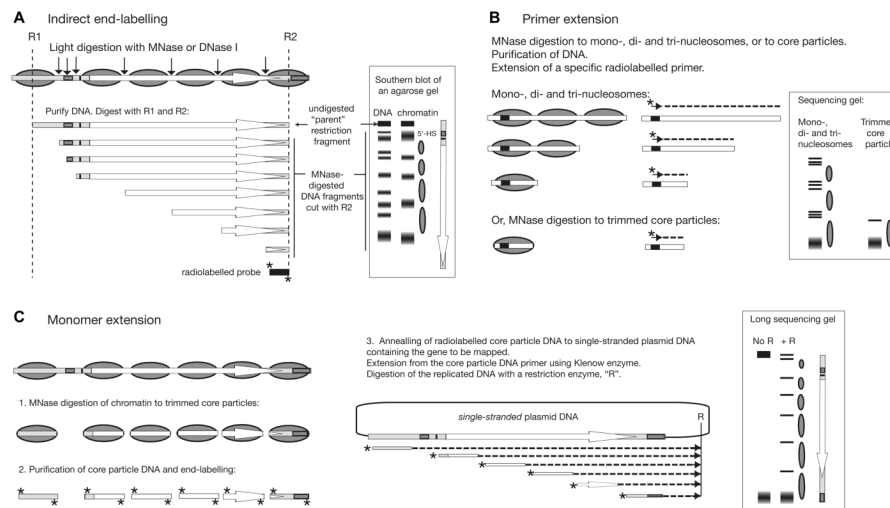 A Indirect end-labelling
R1
R2
Light digestion with MNase or DNase I
Purify DNA. Digest with R1 and R2:
undigested
"parent"
restriction
fragment
MNase-
digested
DNA fragments
cut with R2
radiolabelled probe
Southern blot of
an agarose gel
DNA chromatin
5'-HS
B Primer extension
MNase digestion to mono-, di- and tri-nucleosomes, or to core particles.
Purification of DNA.
Extension of a specific radiolabelled primer.
Mono-, di- and tri-nucleosomes:
Or, MNase digestion to trimmed core particles:
Sequencing gel:
Mono-,
di- and tri-
nucleosomes
Trimme
core
partic
C Monomer extension
1. MNase digestion of chromatin to trimmed core particles:
2. Purification of core particle DNA and end-labelling:
3. Annealling of radiolabelled core particle DNA to single-stranded plasmid DNA
containing the gene to be mapped.
Extension from the core particle DNA primer using Klenow enzyme.
Digestion of the replicated DNA with a restriction enzyme, "R".
single-stranded plasmid DNA
R
Long sequencing gel
No R + R